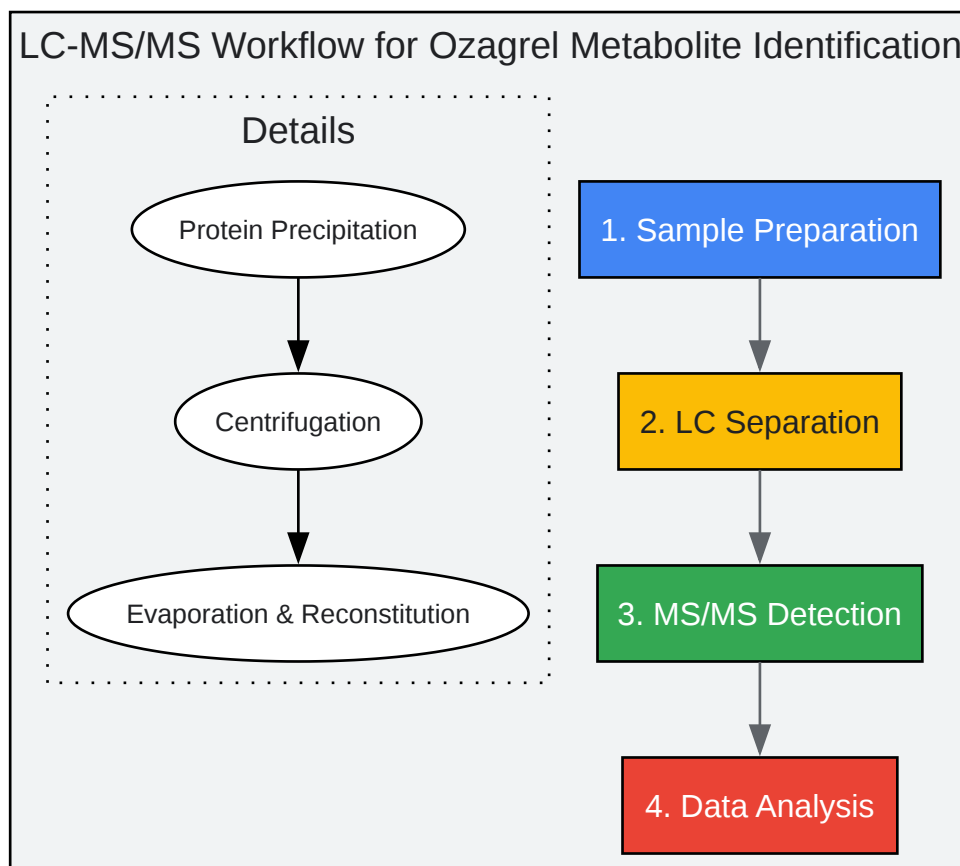 LC-MS/MS Workflow for Ozagrel Metabolite Identification
Details
Protein Precipitation
Centrifugation
Evaporation & Reconstitution
1. Sample Preparation
2. LC Separation
3. MS/MS Detection
4. Data Analysis